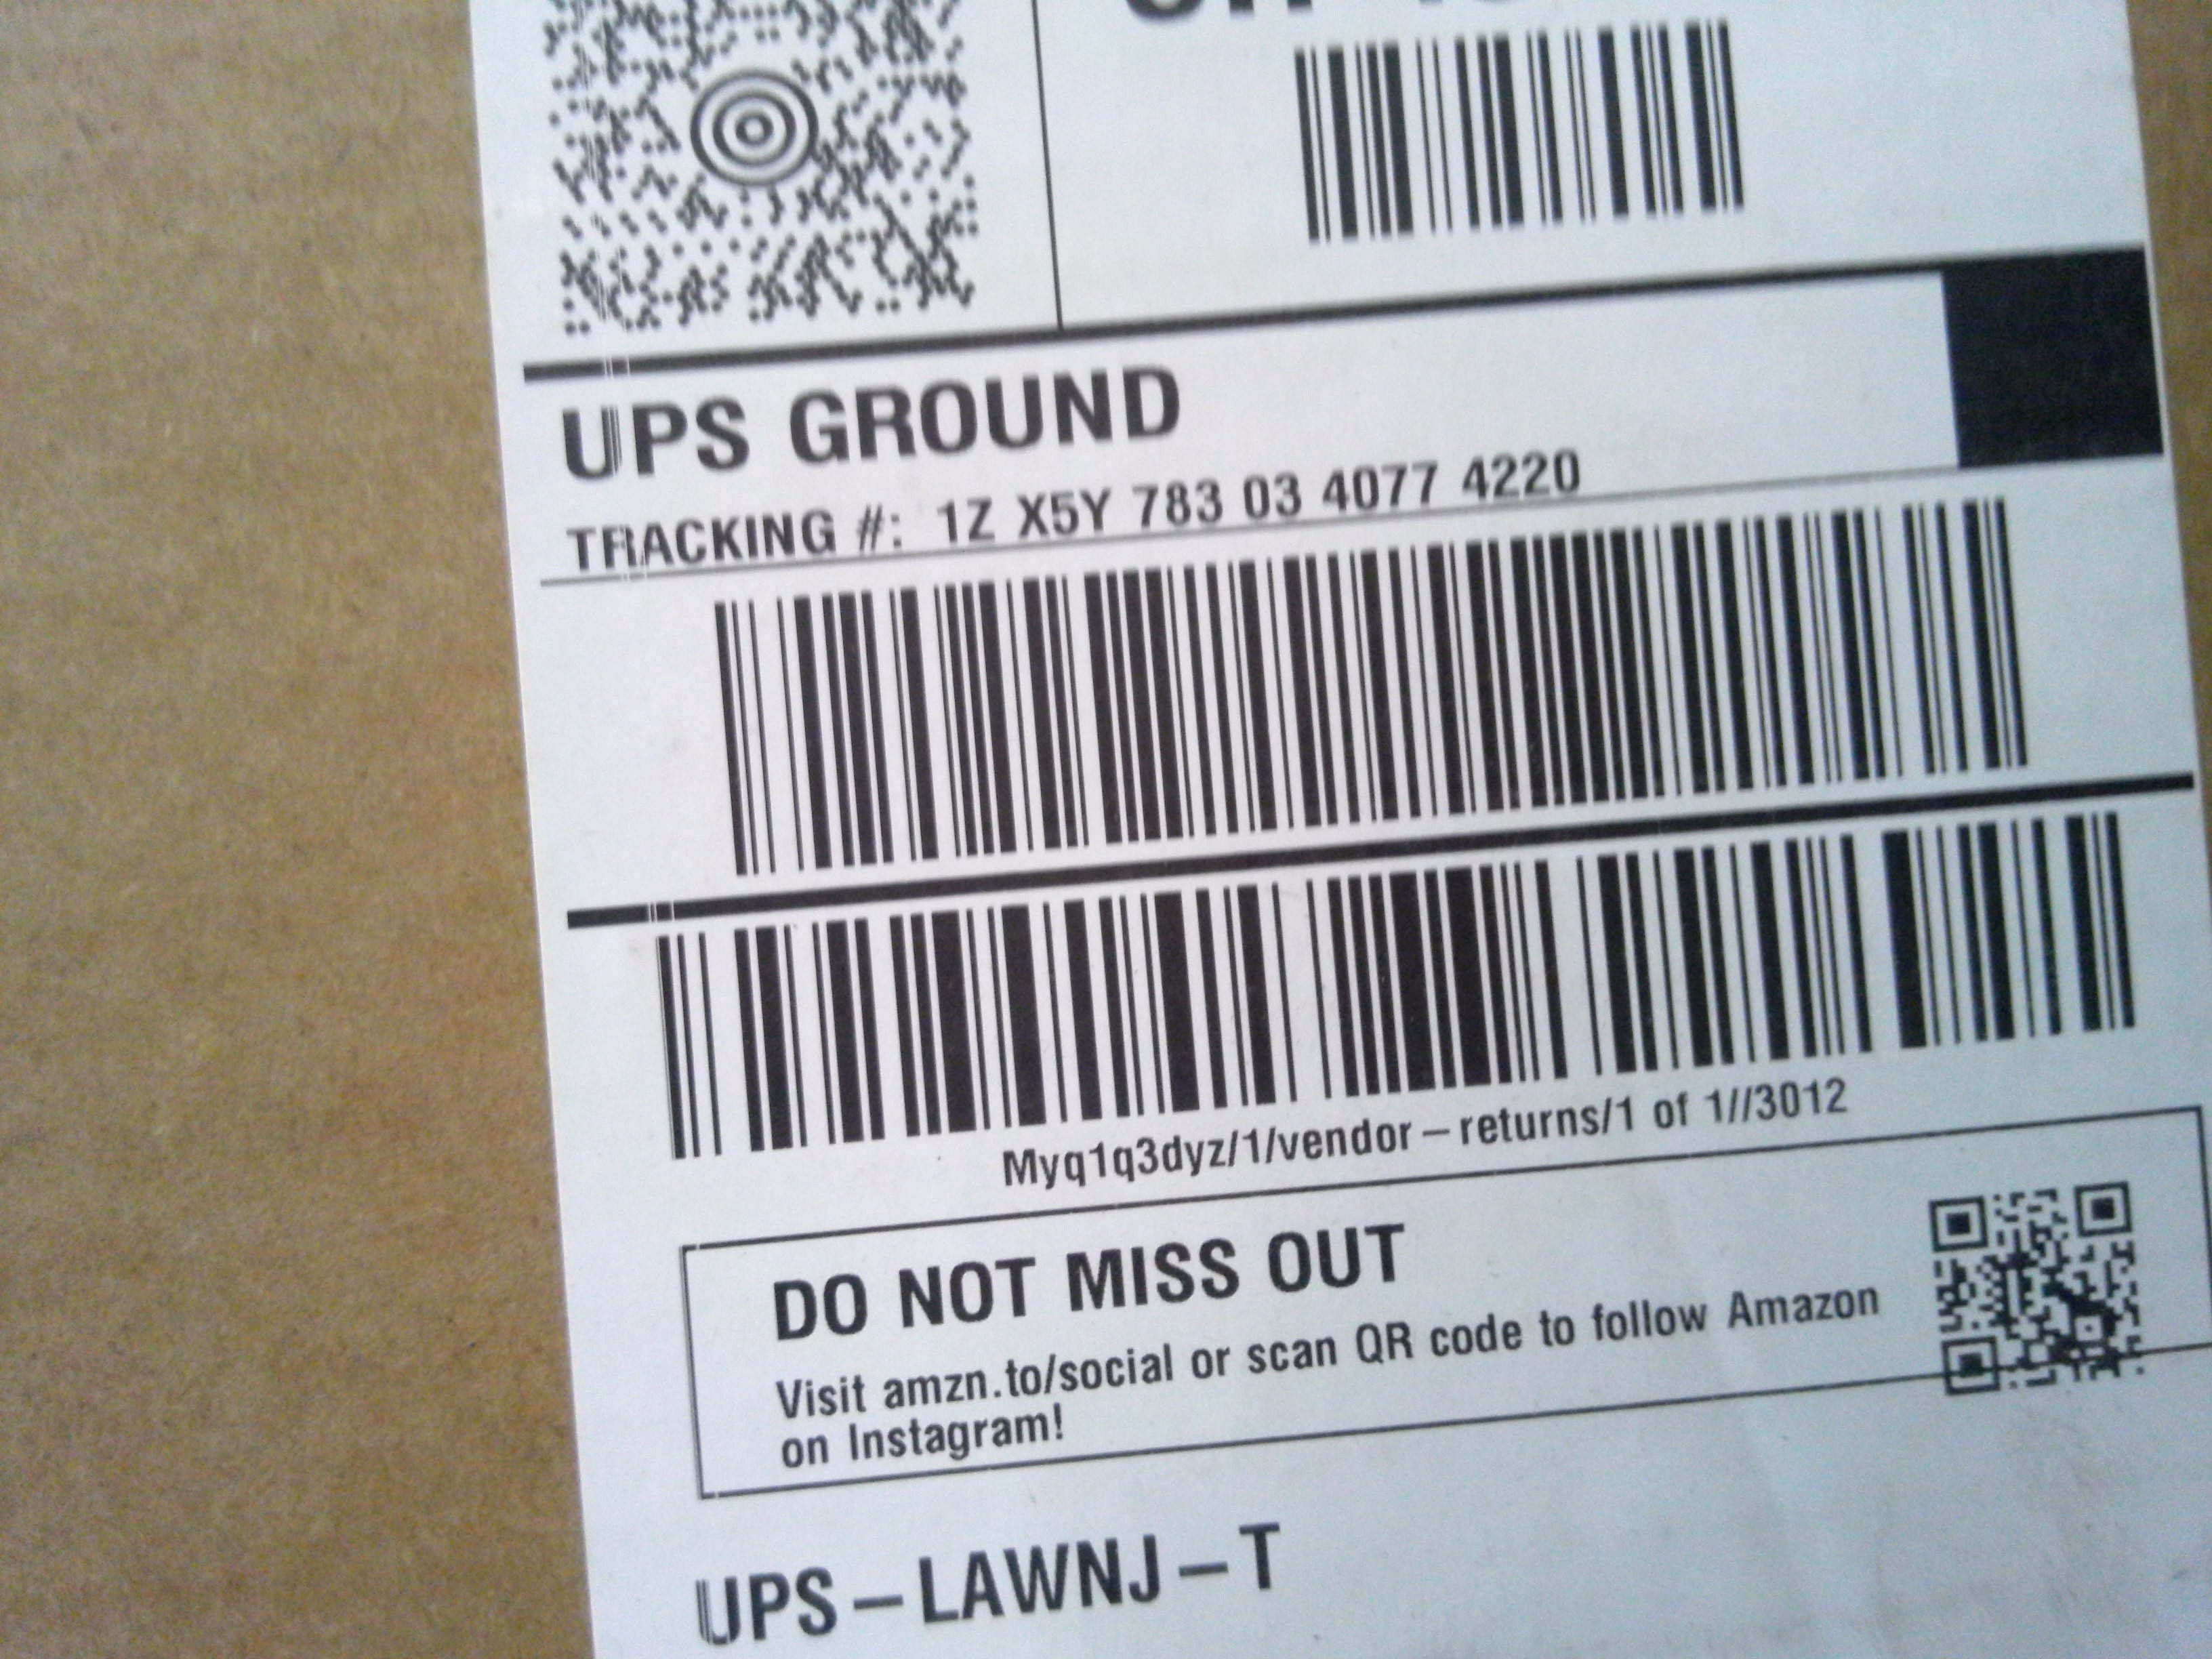 UPS GROUND
TRACKING #: 1Z X5Y 783 03 4077 4220
Myq1q3dyz/1/vendor–returns/1 of 1//3012
DO NOT MISS OUT
Visit amzn.to/social or scan QR code to follow Amazon
on Instagram!
UPS–LAWNJ–T